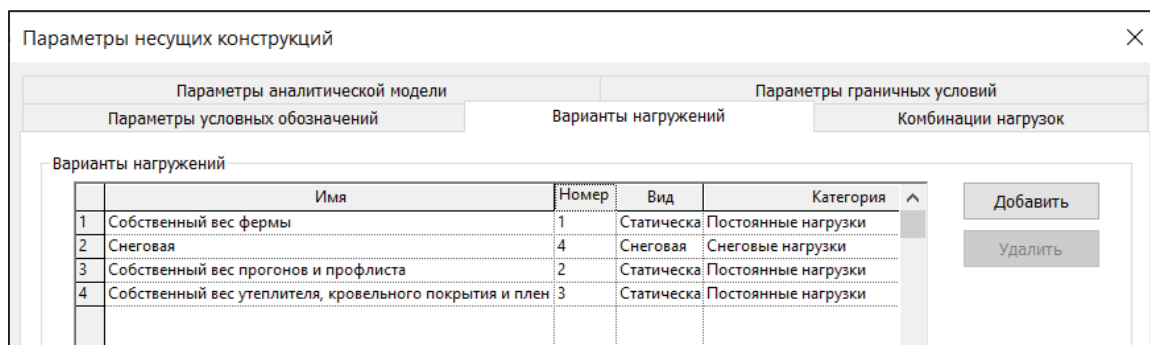 Параметры несущих конструкций
Параметры аналитической модели Параметры граничных условий
Параметры условных обозначений Варианты нагружений Комбинации нагрузок
Варианты нагружений
Имя Номер Вид Категория
Добавить
1 Собственный вес фермы 1 Статическа Постоянные нагрузки
2 Снеговая 4 Снеговая Снеговые нагрузки
Удалить
3 Собственный вес прогонов и профлиста 2 Статическа Постоянные нагрузки
4 Собственный вес утеплителя, кровельного покрытия и плен 3 Статическа Постоянные нагрузки